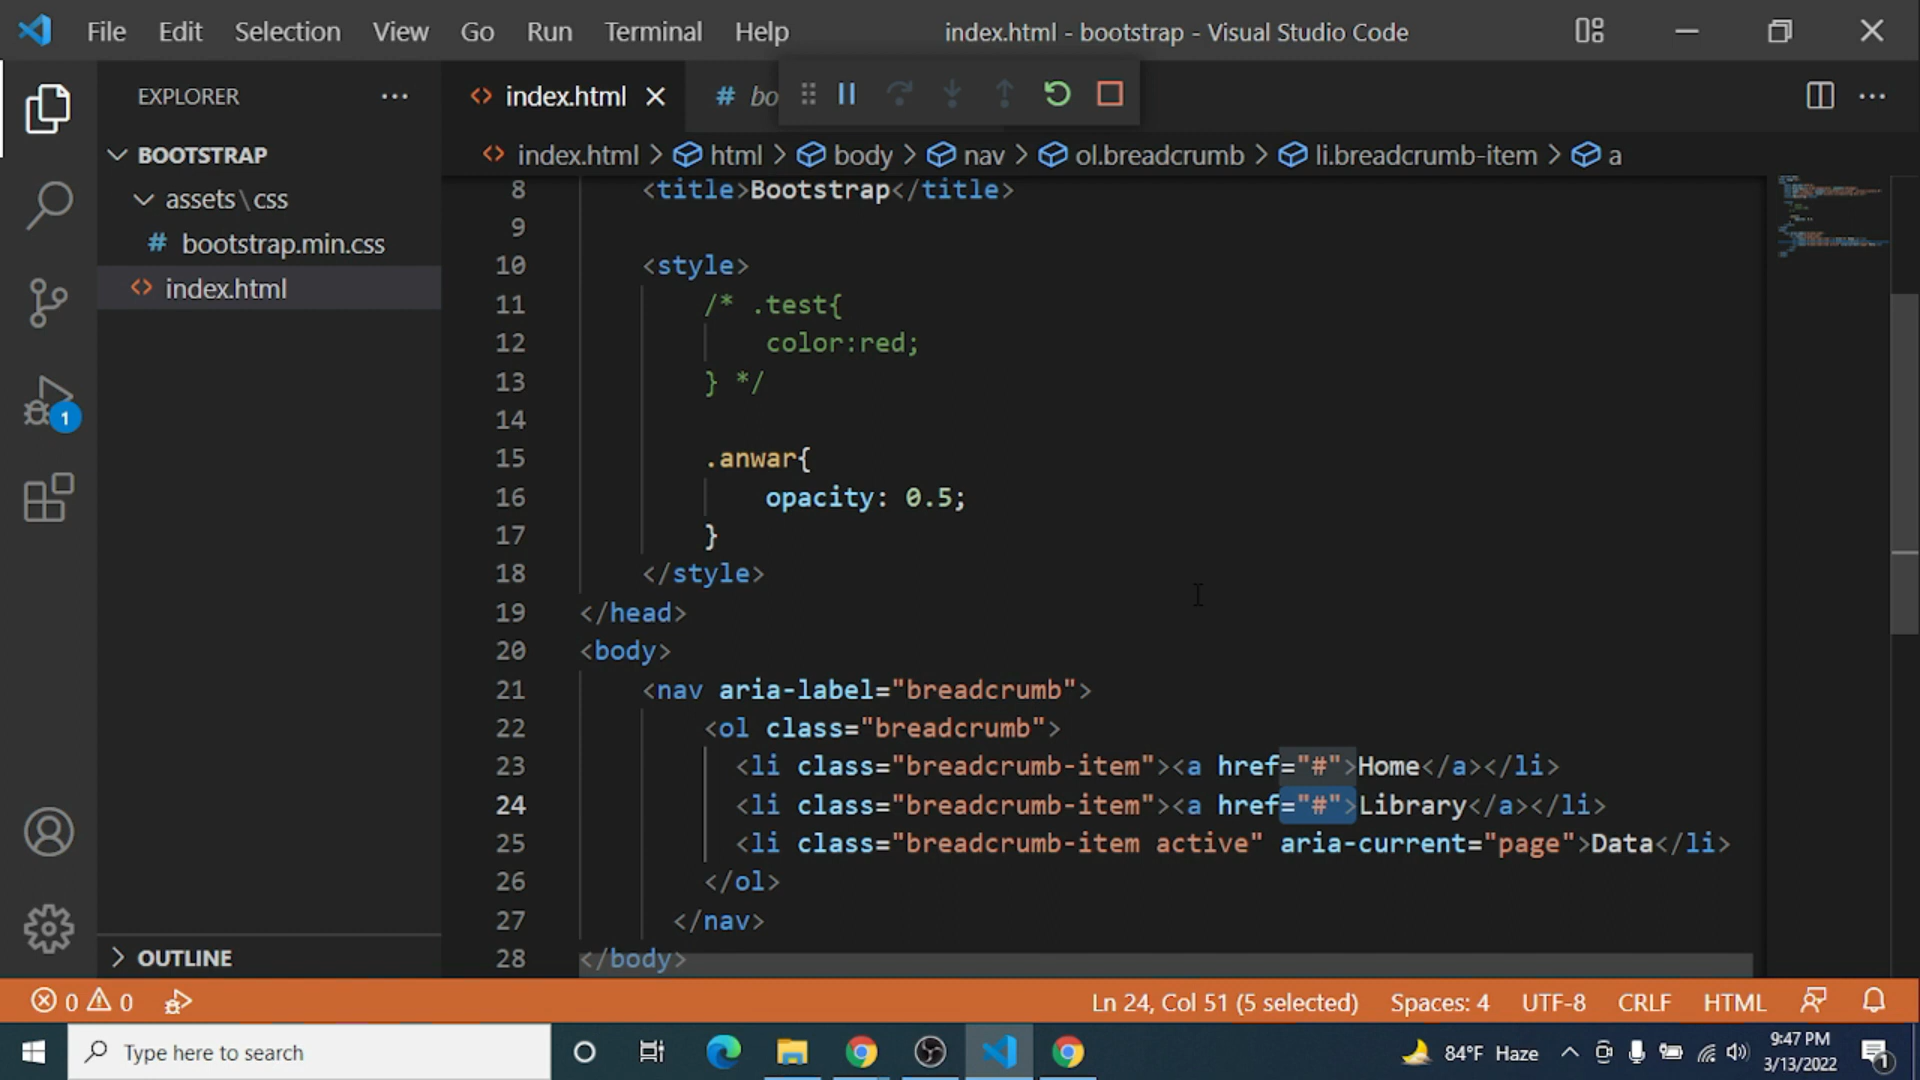 File Edit Selection View Go Run Terminal Help index.html - bootstrap - Visual Studio Code
EXPLORER
index.html
# bo
BOOTSTRAP
index.html > html > body > nav > ol.breadcrumb > li.breadcrumb-item > a
assets\css
# bootstrap.min.css
index.html
8 <title>Bootstrap</title>
9
10 <style>
11 /* .test{
12 color:red;
13 } */
14
15 .anwar{
16 opacity: 0.5;
17 }
18 </style>
19 </head>
20 <body>
21 <nav aria-label="breadcrumb">
22 <ol class="breadcrumb">
23 <li class="breadcrumb-item"><a href="#">Home</a></li>
24 <li class="breadcrumb-item"><a href="#">Library</a></li>
25 <li class="breadcrumb-item active" aria-current="page">Data</li>
26 </ol>
27 </nav>
28 </body>
1
OUTLINE
0 0 Ln 24, Col 51 (5 selected) Spaces: 4 UTF-8 CRLF HTML
Type here to search 84°F Haze 9:47 PM
3/13/2022
1